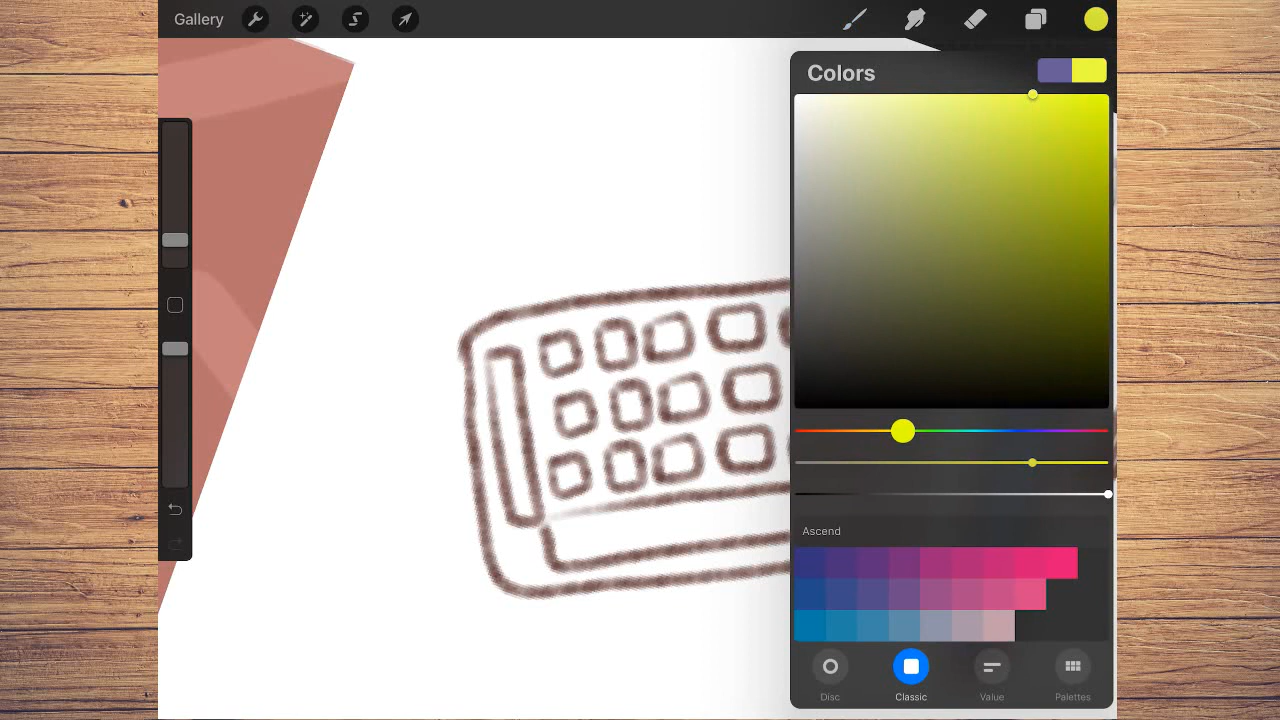 Gallery
Colors
Ascend
Disc
Classic
Value
Palettes